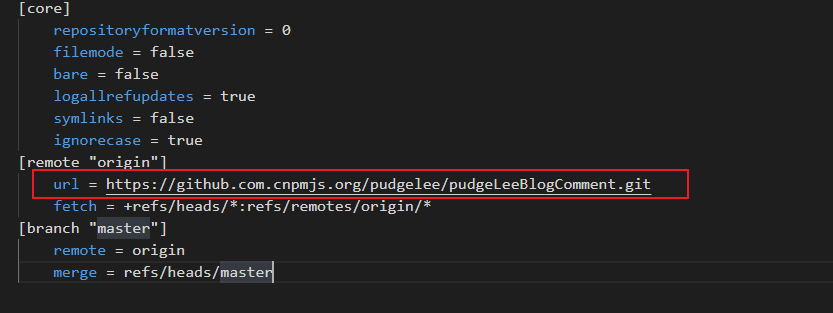 [core]
repositoryformatversion = 0
filemode = false
bare = false
logallrefupdates = true
symlinks = false
ignorecase = true
[remote "origin"]
url = https://github.com.cnpmjs.org/pudgelee/pudgeLeeBlogComment.git
fetch = +refs/heads/*:refs/remotes/origin/*
[branch "master"]
remote = origin
merge = refs/heads/master